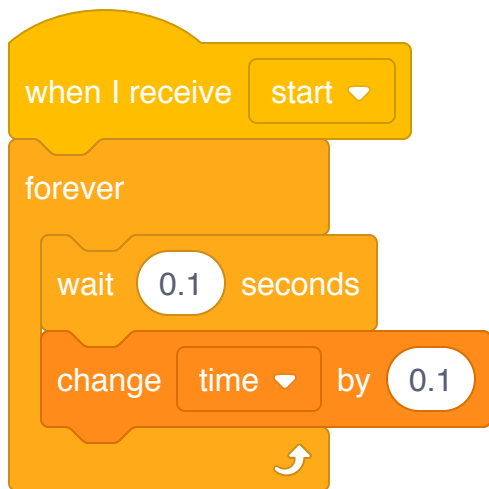 when I receive start
forever
wait 0.1 seconds
change time by 0.1